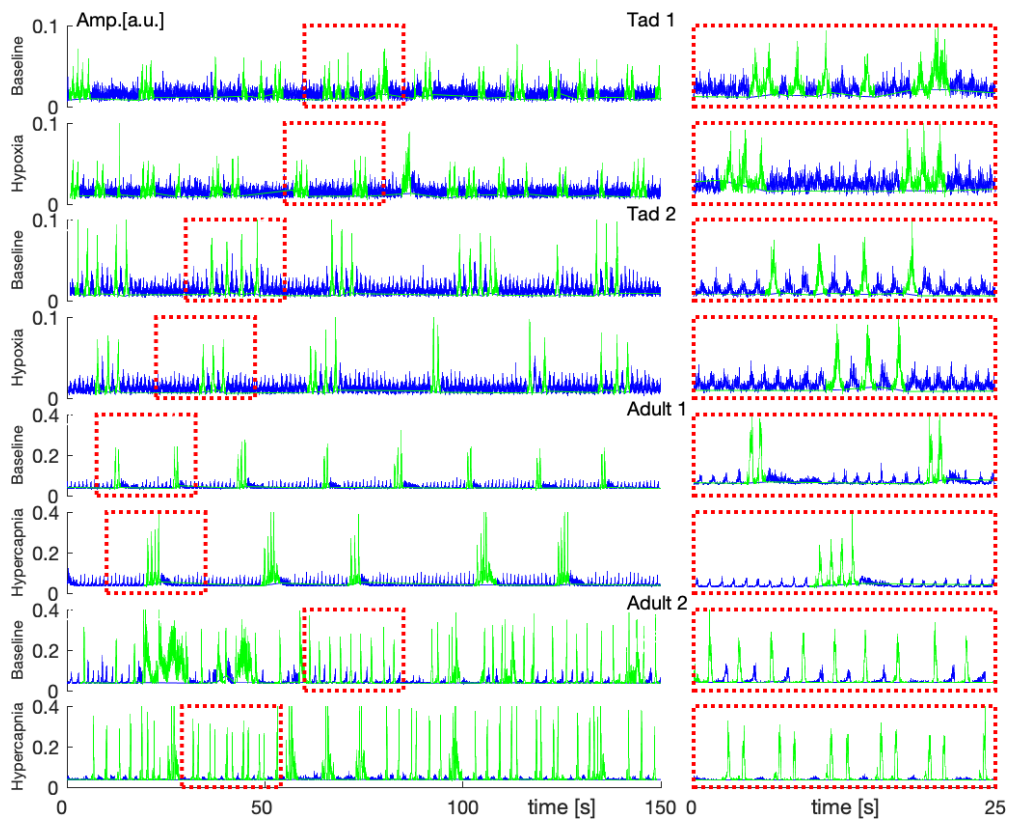 Amp.[a.u.] Tad 1
Baseline 0.1 0
Hypoxia 0.1 0
Tad 2
Baseline 0.1 0
Hypoxia 0.1 0
Adult 1
Baseline 0.4 0.2 0
Hypercapnia 0.4 0.2 0
Adult 2
Baseline 0.4 0.2 0
Hypercapnia 0.4 0.2 0
0 50 100 time [s] 150 0 time [s] 25